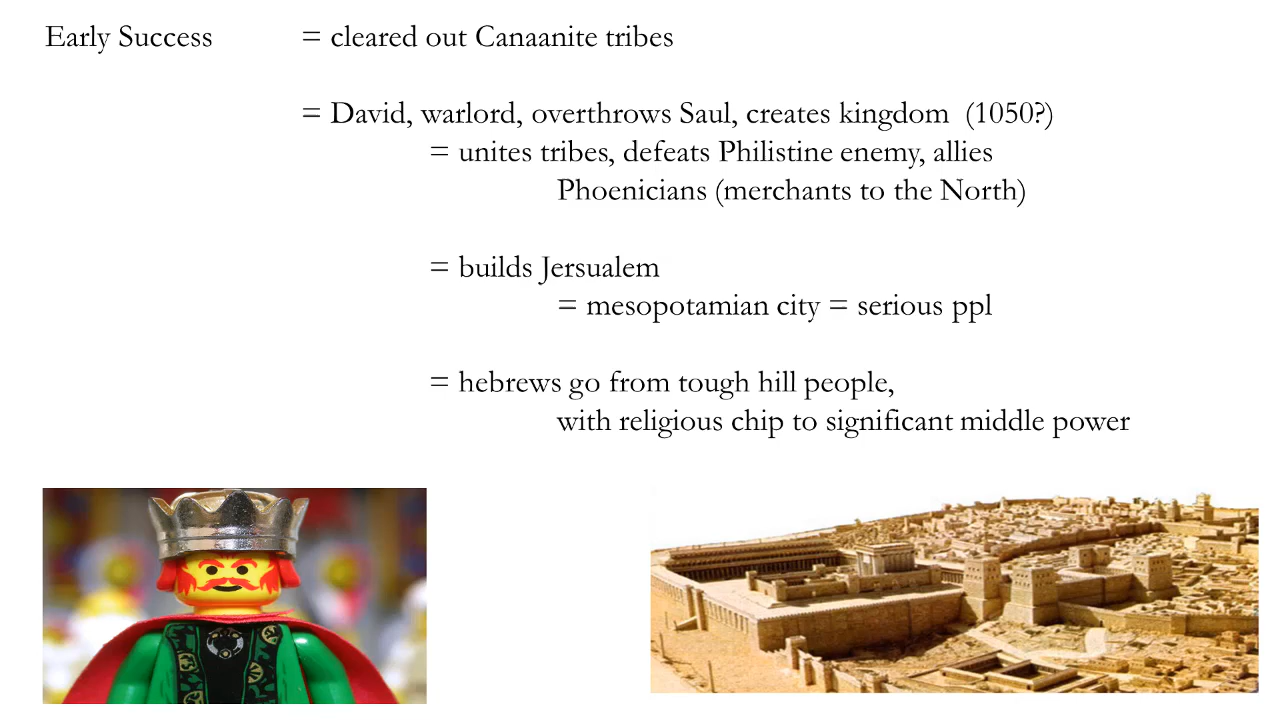 Early Success = cleared out Canaanite tribes
= David, warlord, overthrows Saul, creates kingdom (1050?)
= unites tribes, defeats Philistine enemy, allies
Phoenicians (merchants to the North)
= builds Jersualem
= mesopotamian city = serious ppl
= hebrews go from tough hill people,
with religious chip to significant middle power